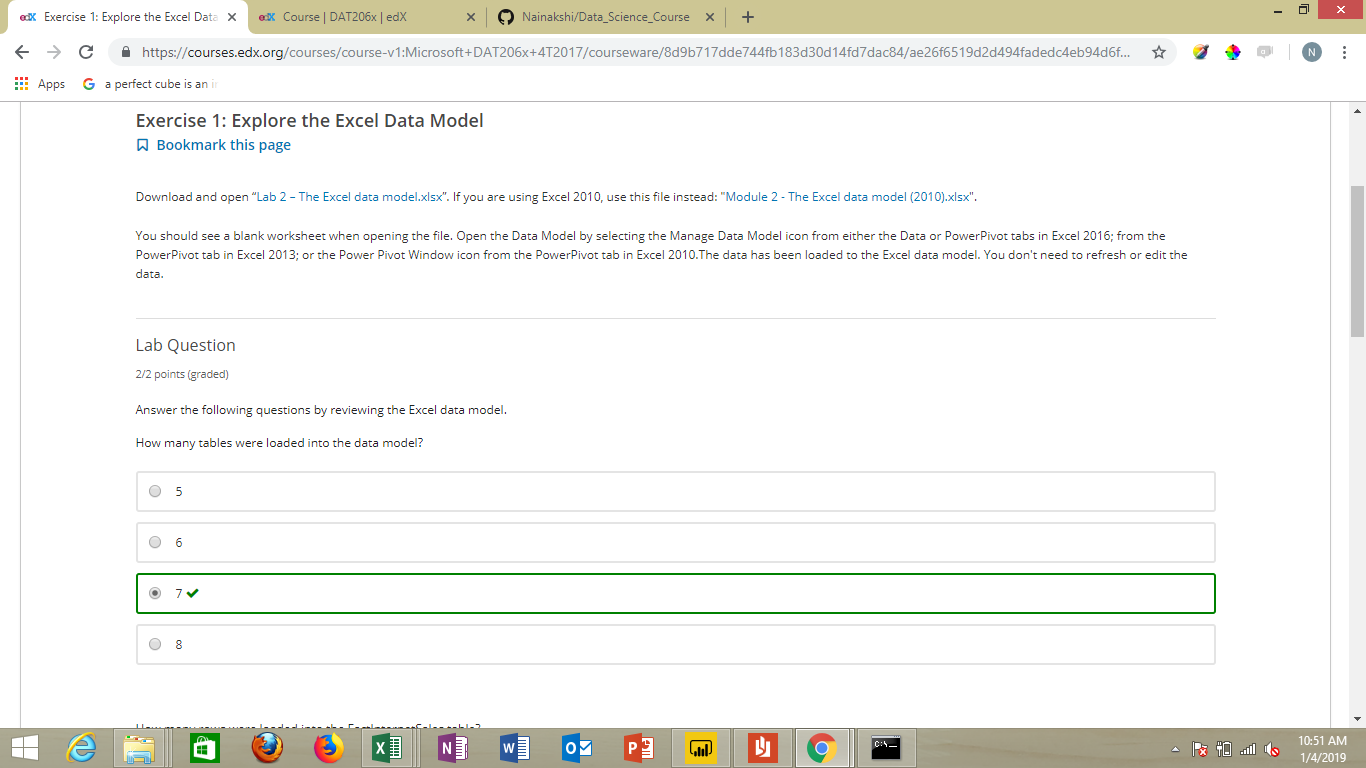 Exercise 1: Explore the Excel Data
Course | DAT206x | edX
Nainakshi/Data_Science_Course
https://courses.edx.org/courses/course-v1:Microsoft+DAT206x+4T2017/courseware/8d9b717dde744fb183d30d14fd7dac84/ae26f6519d2d494fadedc4eb94d6f...
N
Apps
a perfect cube is an i
Exercise 1: Explore the Excel Data Model
Bookmark this page
Download and open “Lab 2 – The Excel data model.xlsx”. If you are using Excel 2010, use this file instead: "Module 2 - The Excel data model (2010).xlsx".
You should see a blank worksheet when opening the file. Open the Data Model by selecting the Manage Data Model icon from either the Data or PowerPivot tabs in Excel 2016; from the
PowerPivot tab in Excel 2013; or the Power Pivot Window icon from the PowerPivot tab in Excel 2010.The data has been loaded to the Excel data model. You don't need to refresh or edit the
data.
Lab Question
2/2 points (graded)
Answer the following questions by reviewing the Excel data model.
How many tables were loaded into the data model?
5
6
7
8
How many rows were loaded into the FactInternetSales table?
10:51 AM
1/4/2019